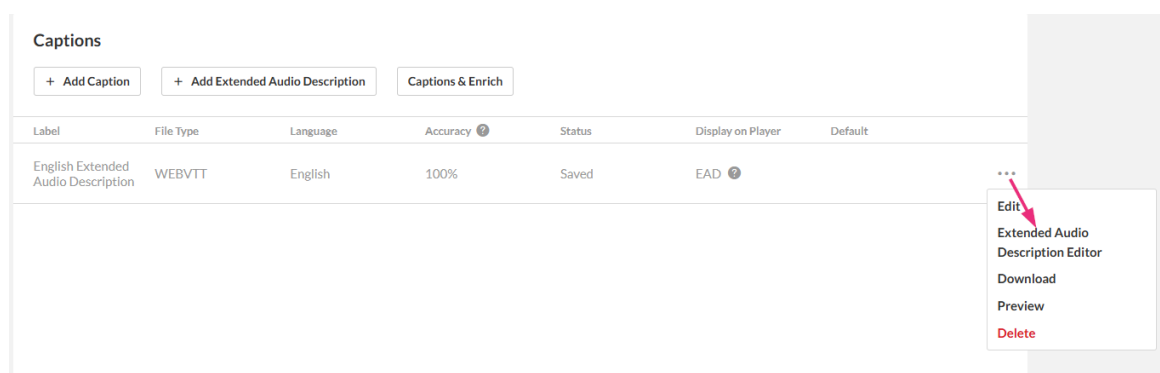 Captions
+ Add Caption + Add Extended Audio Description Captions & Enrich
Label File Type Language Accuracy ? Status Display on Player Default
English Extended
Audio Description WEBVTT English 100% Saved EAD ? •••
Edit
Extended Audio
Description Editor
Download
Preview
Delete